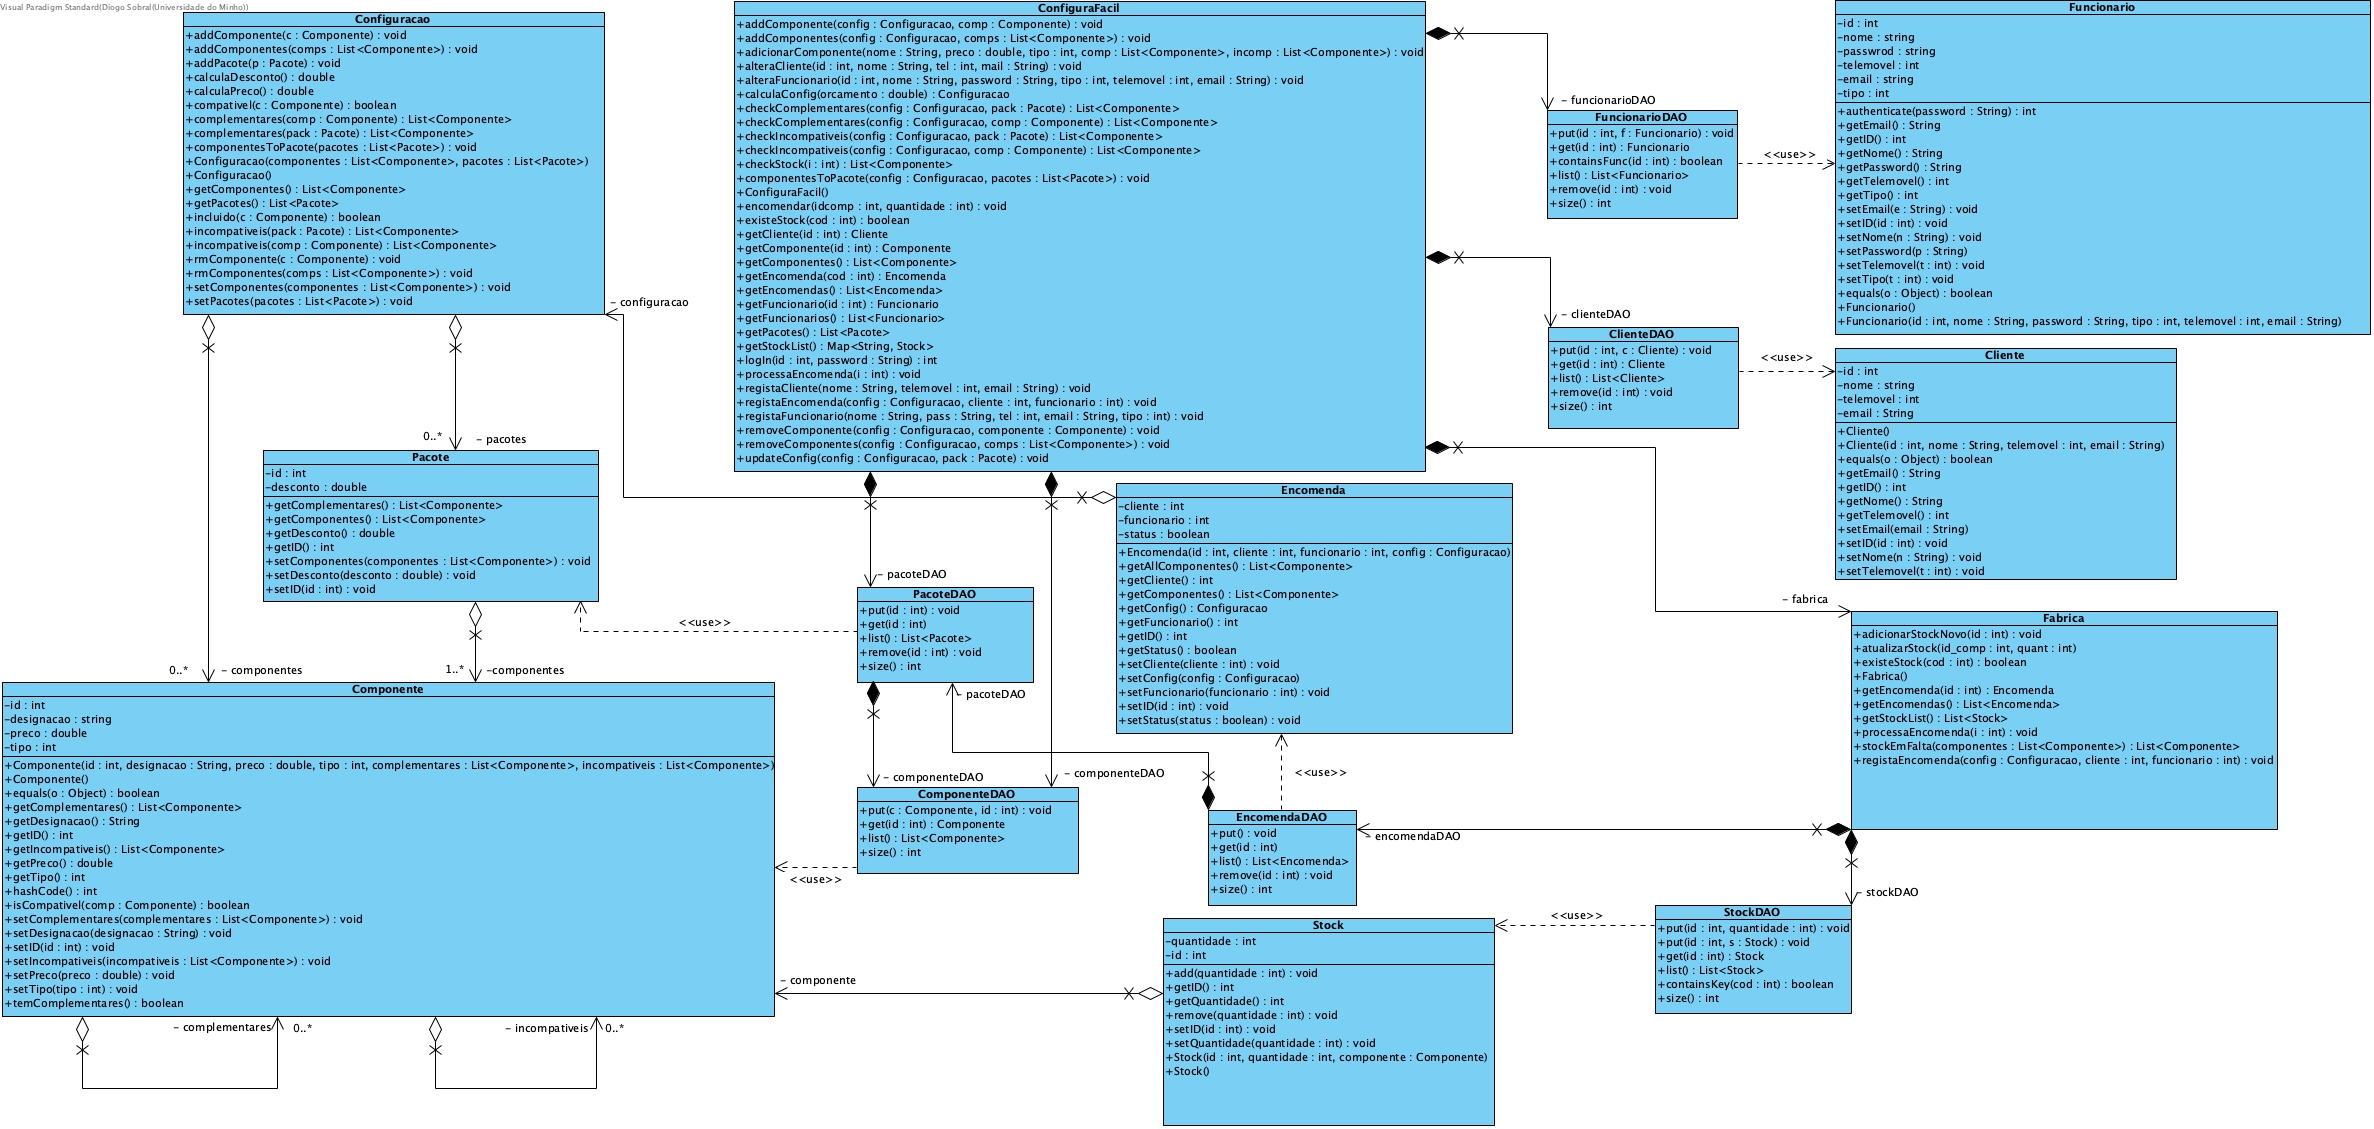 Visual Paradigm Standard(Diogo Sobral(Universidade do Minho))
Configuracao
+addComponente(c : Componente) : void
+addComponentes(comps : List<Componente>) : void
+addPacote(p : Pacote) : void
+calculaDesconto() : double
+calculaPreco() : double
+compativel(c : Componente) : boolean
+complementares(comp : Componente) : List<Componente>
+complementares(pack : Pacote) : List<Componente>
+componentesToPacote(pacotes : List<Pacote>) : void
+Configuracao(componentes : List<Componente>, pacotes : List<Pacote>)
+Configuracao()
+getComponentes() : List<Componente>
+getPacotes() : List<Pacote>
+incluido(c : Componente) : boolean
+incompativeis(pack : Pacote) : List<Componente>
+incompativeis(comp : Componente) : List<Componente>
+rmComponente(c : Componente) : void
+rmComponentes(comps : List<Componente>) : void
+setComponentes(componentes : List<Componente>) : void
+setPacotes(pacotes : List<Pacote>) : void
ConfiguraFacil
+addComponente(config : Configuracao, comp : Componente) : void
+addComponentes(config : Configuracao, comps : List<Componente>) : void
+adicionarComponente(nome : String, preco : double, tipo : int, comp : List<Componente>, incomp : List<Componente>) : void
+alteraCliente(id : int, nome : String, tel : int, mail : String) : void
+alteraFuncionario(id : int, nome : String, password : String, tipo : int, telemovel : int, email : String) : void
+calculaConfig(orcamento : double) : Configuracao
+checkComplementares(config : Configuracao, pack : Pacote) : List<Componente>
+checkComplementares(config : Configuracao, comp : Componente) : List<Componente>
+checkIncompativeis(config : Configuracao, pack : Pacote) : List<Componente>
+checkIncompativeis(config : Configuracao, comp : Componente) : List<Componente>
+checkStock(i : int) : List<Componente>
+componentesToPacote(config : Configuracao, pacotes : List<Pacote>) : void
+ConfiguraFacil()
+encomendar(idcomp : int, quantidade : int) : void
+existeStock(cod : int) : boolean
+getCliente(id : int) : Cliente
+getComponente(id : int) : Componente
+getComponentes() : List<Componente>
+getEncomenda(cod : int) : Encomenda
+getEncomendas() : List<Encomenda>
+getFuncionario(id : int) : Funcionario
+getFuncionarios() : List<Funcionario>
+getPacotes() : List<Pacote>
+getStockList() : Map<String, Stock>
+logIn(id : int, password : String) : int
+processaEncomenda(i : int) : void
+registaCliente(nome : String, telemovel : int, email : String) : void
+registaEncomenda(config : Configuracao, cliente : int, funcionario : int) : void
+registaFuncionario(nome : String, pass : String, tel : int, email : String, tipo : int) : void
+removeComponente(config : Configuracao, componente : Componente) : void
+removeComponentes(config : Configuracao, comps : List<Componente>) : void
+updateConfig(config : Configuracao, pack : Pacote) : void
Funcionario
-id : int
-nome : string
-passwrod : string
-telemovel : int
-email : string
-tipo : int
+authenticate(password : String) : int
+getEmail() : String
+getID() : int
+getNome() : String
+getPassword() : String
+getTelemovel() : int
+getTipo() : int
+setEmail(e : String) : void
+setID(id : int) : void
+setNome(n : String) : void
+setPassword(p : String)
+setTelemovel(t : int) : void
+setTipo(t : int) : void
+equals(o : Object) : boolean
+Funcionario()
+Funcionario(id : int, nome : String, password : String, tipo : int, telemovel : int, email : String)
- funcionarioDAO
FuncionarioDAO
+put(id : int, f : Funcionario) : void
+get(id : int) : Funcionario
+containsFunc(id : int) : boolean
+list() : List<Funcionario>
+remove(id : int) : void
+size() : int
<<use>>
- clienteDAO
ClienteDAO
+put(id : int, c : Cliente) : void
+get(id : int) : Cliente
+list() : List<Cliente>
+remove(id : int) : void
+size() : int
<<use>>
Cliente
-id : int
-nome : string
-telemovel : int
-email : String
+Cliente()
+Cliente(id : int, nome : String, telemovel : int, email : String)
+equals(o : Object) : boolean
+getEmail() : String
+getID() : int
+getNome() : String
+getTelemovel() : int
+setEmail(email : String)
+setID(id : int) : void
+setNome(n : String) : void
+setTelemovel(t : int) : void
- configuracao
0..*
- pacotes
Pacote
-id : int
-desconto : double
+getComplementares() : List<Componente>
+getComponentes() : List<Componente>
+getDesconto() : double
+getID() : int
+setComponentes(componentes : List<Componente>) : void
+setDesconto(desconto : double) : void
+setID(id : int) : void
Encomenda
-cliente : int
-funcionario : int
-status : boolean
+Encomenda(id : int, cliente : int, funcionario : int, config : Configuracao)
+getAllComponentes() : List<Componente>
+getCliente() : int
+getComponentes() : List<Componente>
+getConfig() : Configuracao
+getFuncionario() : int
+getID() : int
+getStatus() : boolean
+setCliente(cliente : int) : void
+setConfig(config : Configuracao)
+setFuncionario(funcionario : int) : void
+setID(id : int) : void
+setStatus(status : boolean) : void
- pacoteDAO
PacoteDAO
+put(id : int) : void
+get(id : int)
+list() : List<Pacote>
+remove(id : int) : void
+size() : int
<<use>>
- pacoteDAO
- fabrica
Fabrica
+adicionarStockNovo(id : int) : void
+atualizarStock(id_comp : int, quant : int)
+existeStock(cod : int) : boolean
+Fabrica()
+getEncomenda(id : int) : Encomenda
+getEncomendas() : List<Encomenda>
+getStockList() : List<Stock>
+processaEncomenda(i : int) : void
+stockEmFalta(componentes : List<Componente>) : List<Componente>
+registaEncomenda(config : Configuracao, cliente : int, funcionario : int) : void
0..*
- componentes
1..*
-componentes
Componente
-id : int
-designacao : string
-preco : double
-tipo : int
+Componente(id : int, designacao : String, preco : double, tipo : int, complementares : List<Componente>, incompativeis : List<Componente>)
+Componente()
+equals(o : Object) : boolean
+getComplementares() : List<Componente>
+getDesignacao() : String
+getID() : int
+getIncompativeis() : List<Componente>
+getPreco() : double
+getTipo() : int
+hashCode() : int
+isCompativel(comp : Componente) : boolean
+setComplementares(complementares : List<Componente>) : void
+setDesignacao(designacao : String) : void
+setID(id : int) : void
+setIncompativeis(incompativeis : List<Componente>) : void
+setPreco(preco : double) : void
+setTipo(tipo : int) : void
+temComplementares() : boolean
- complementares
0..*
- incompativeis
0..*
- componenteDAO
- componenteDAO
ComponenteDAO
+put(c : Componente, id : int) : void
+get(id : int) : Componente
+list() : List<Componente>
+size() : int
<<use>>
<<use>>
EncomendaDAO
+put() : void
+get(id : int)
+list() : List<Encomenda>
+remove(id : int) : void
+size() : int
- encomendaDAO
- stockDAO
StockDAO
+put(id : int, quantidade : int) : void
+put(id : int, s : Stock) : void
+get(id : int) : Stock
+list() : List<Stock>
+containsKey(cod : int) : boolean
+size() : int
<<use>>
- componente
Stock
-quantidade : int
-id : int
+add(quantidade : int) : void
+getID() : int
+getQuantidade() : int
+remove(quantidade : int) : void
+setID(id : int) : void
+setQuantidade(quantidade : int) : void
+Stock(id : int, quantidade : int, componente : Componente)
+Stock()